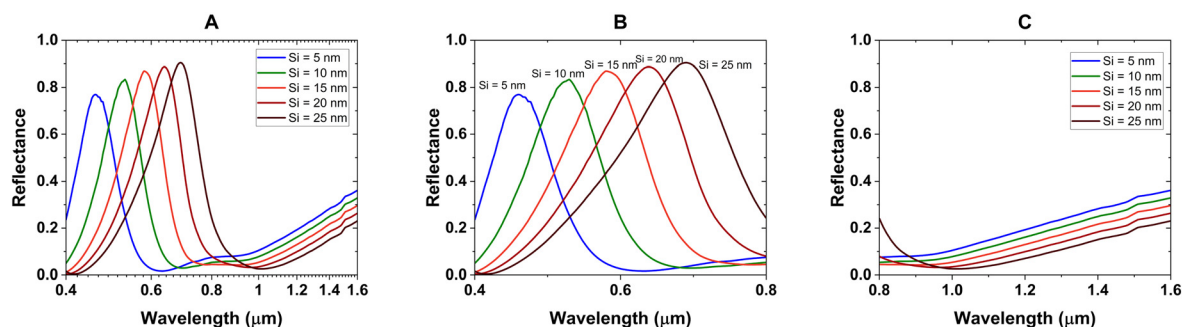 A
1.0
0.8
0.6
0.4
0.2
0.0
Reflectance
0.4
0.6
0.8
1
1.2
1.4
1.6
Wavelength (μm)
Si = 5 nm
Si = 10 nm
Si = 15 nm
Si = 20 nm
Si = 25 nm
B
1.0
0.8
0.6
0.4
0.2
0.0
Reflectance
0.4
0.6
0.8
Wavelength (μm)
Si = 5 nm
Si = 10 nm
Si = 15 nm
Si = 20 nm
Si = 25 nm
C
1.0
0.8
0.6
0.4
0.2
0.0
Reflectance
0.8
1.0
1.2
1.4
1.6
Wavelength (μm)
Si = 5 nm
Si = 10 nm
Si = 15 nm
Si = 20 nm
Si = 25 nm